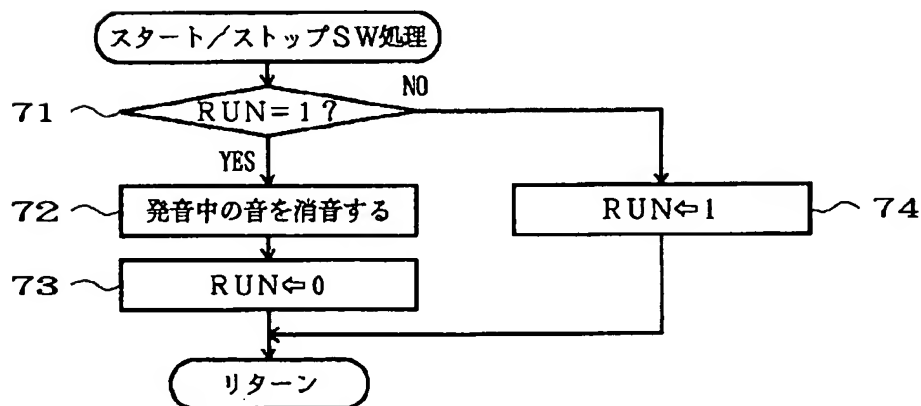 スタート／ストップSW処理
NO
71
RUN=1？
YES
72
発音中の音を消音する
RUN⇦1
74
73
RUN⇦0
リターン